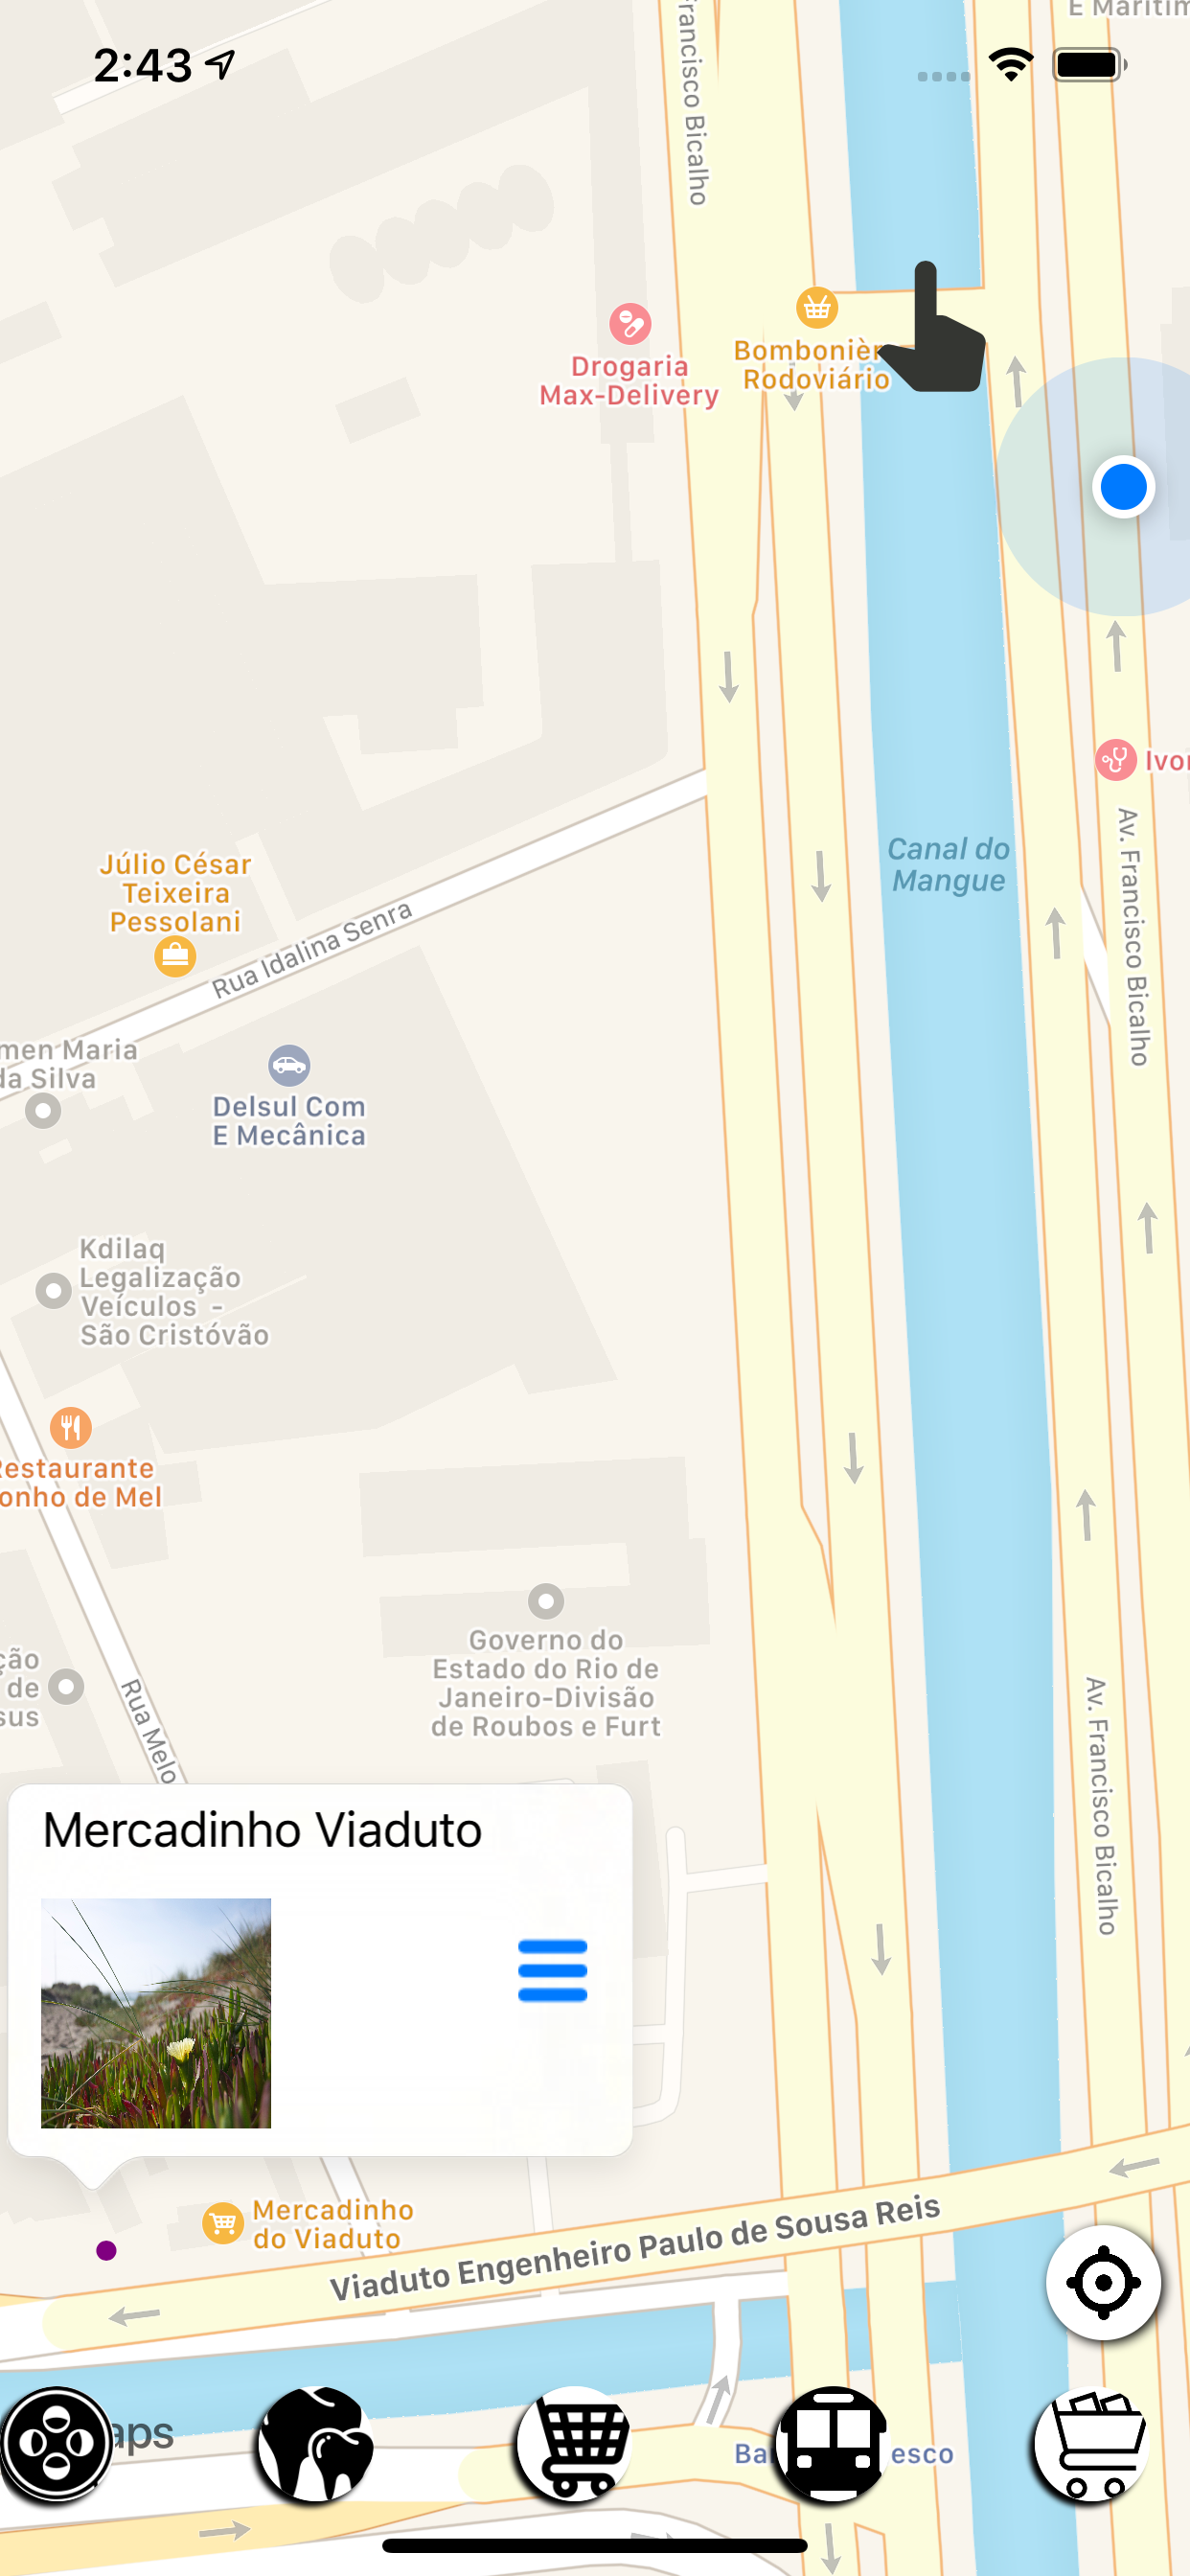 E Marítim
2:43
Francisco Bicalho
Drogaria
Max-Delivery
Bombonièr
Rodoviário
Ivor
Canal do
Mangue
Av. Francisco Bicalho
Júlio César
Teixeira
Pessolani
Rua Idalina Senra
men Maria
da Silva
Delsul Com
E Mecânica
Kdilaq
Legalização
Veículos -
São Cristóvão
Restaurante
onho de Mel
Governo do
Estado do Rio de
Janeiro-Divisão
de Roubos e Furt
ção
de
sus
Rua Melo
Av. Francisco Bicalho
Mercadinho Viaduto
Mercadinho
do Viaduto
Viaduto Engenheiro Paulo de Sousa Reis
aps
Ba esco